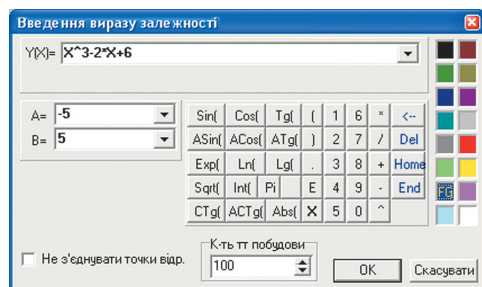 Введення виразу залежності
Y(X)= X^3-2*X+6
A= -5
B= 5
Sin( Cos( Tg( ( 1 6 * <--
ASin( ACos( ATg( ) 2 7 / Del
Exp( Ln( Lg( . 3 8 + Home
Sqrt( Int( Pi E 4 9 - End
CTg( ACTg( Abs( X 5 0 ^
FG
Не з'єднувати точки відр.
К-ть тт побудови
100
OK Скасувати